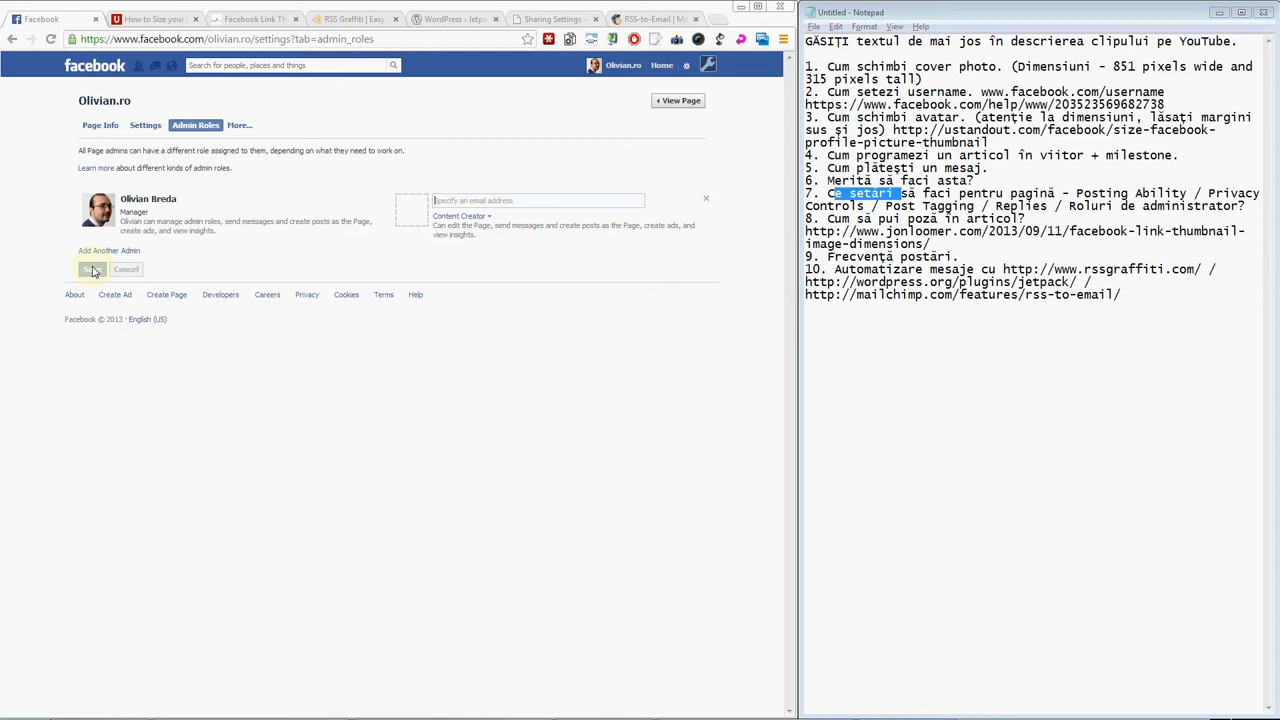 Facebook
How to Size your
Facebook Link Th
RSS Graffiti | Easy
WordPress › Jetp
Sharing Settings
RSS-to-Email | Ma
https://www.facebook.com/olivian.ro/settings?tab=admin_roles
facebook
Search for people, places and things
Olivian.ro
Home
Olivian.ro
View Page
Page Info
Settings
Admin Roles
More...
All Page admins can have a different role assigned to them, depending on what they need to work on.
Learn more about different kinds of admin roles.
Olivian Breda
Manager
Olivian can manage admin roles, send messages and create posts as the Page,
create ads, and view insights.
Specify an email address
Content Creator
Can edit the Page, send messages and create posts as the Page, create ads, and
view insights.
Add Another Admin
Cancel
About Create Ad Create Page Developers Careers Privacy Cookies Terms Help
Facebook © 2013 · English (US)
Untitled - Notepad
File Edit Format View Help
GĂSIŢI textul de mai jos în descrierea clipului pe YouTube.
1. Cum schimbi cover photo. (Dimensiuni - 851 pixels wide and
315 pixels tall)
2. Cum setezi username. www.facebook.com/username
https://www.facebook.com/help/www/203523569682738
3. Cum schimbi avatar. (atenţie la dimensiuni, lăsaţi margini
sus şi jos) http://ustandout.com/facebook/size-facebook-
profile-picture-thumbnail
4. Cum programezi un articol în viitor + milestone.
5. Cum plăteşti un mesaj.
6. Merită să faci asta?
7. Ce setări să faci pentru pagină - Posting Ability / Privacy
Controls / Post Tagging / Replies / Roluri de administrator?
8. Cum să pui poză în articol?
http://www.jonloomer.com/2013/09/11/facebook-link-thumbnail-
image-dimensions/
9. Frecvenţă postări.
10. Automatizare mesaje cu http://www.rssgraffiti.com/ /
http://wordpress.org/plugins/jetpack/ /
http://mailchimp.com/features/rss-to-email/